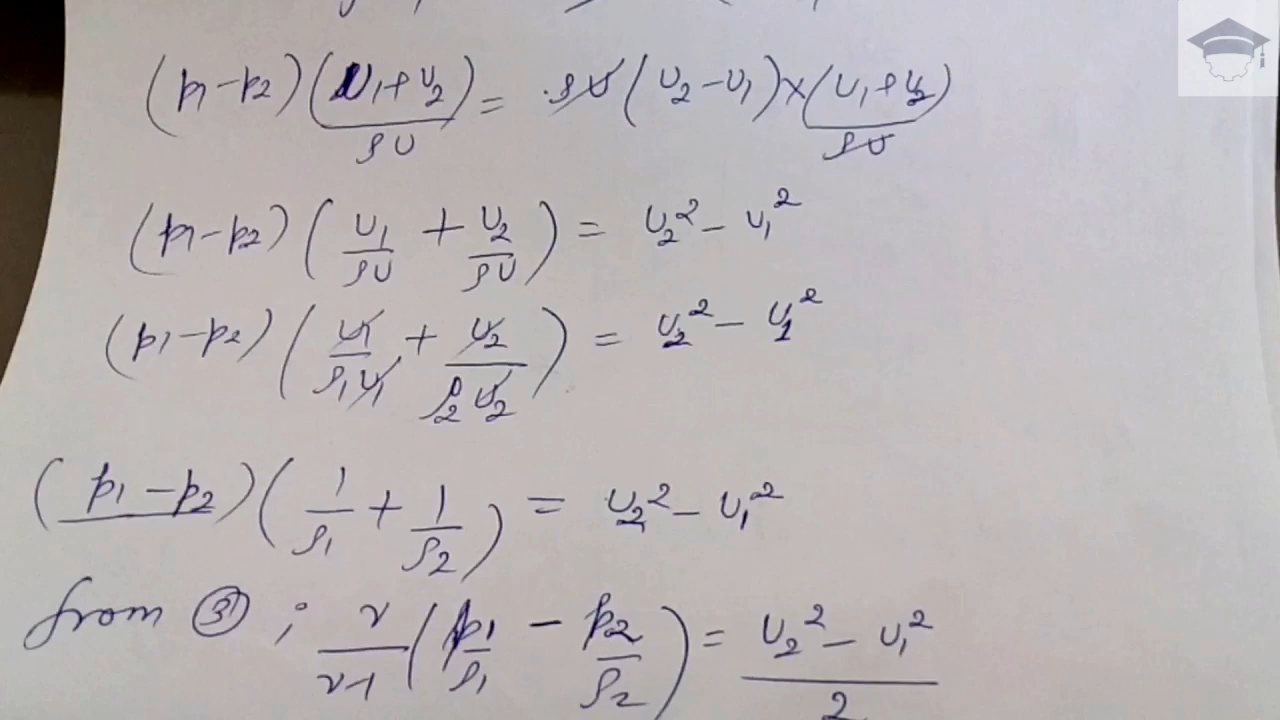 (p₁ - p₂) (U₁ + U₂)/ρU = ρU (U₂ - U₁) × (U₁ + U₂)/ρU
(p₁ - p₂) (U₁/ρU + U₂/ρU) = U₂² - U₁²
(p₁ - p₂) (U₁/ρ₁U₁ + U₂/ρ₂U₂) = U₂² - U₁²
(p₁ - p₂) (1/ρ₁ + 1/ρ₂) = U₂² - U₁²
from ③ ; γ/γ-1 (p₁/ρ₁ - p₂/ρ₂) = U₂² - U₁²/2